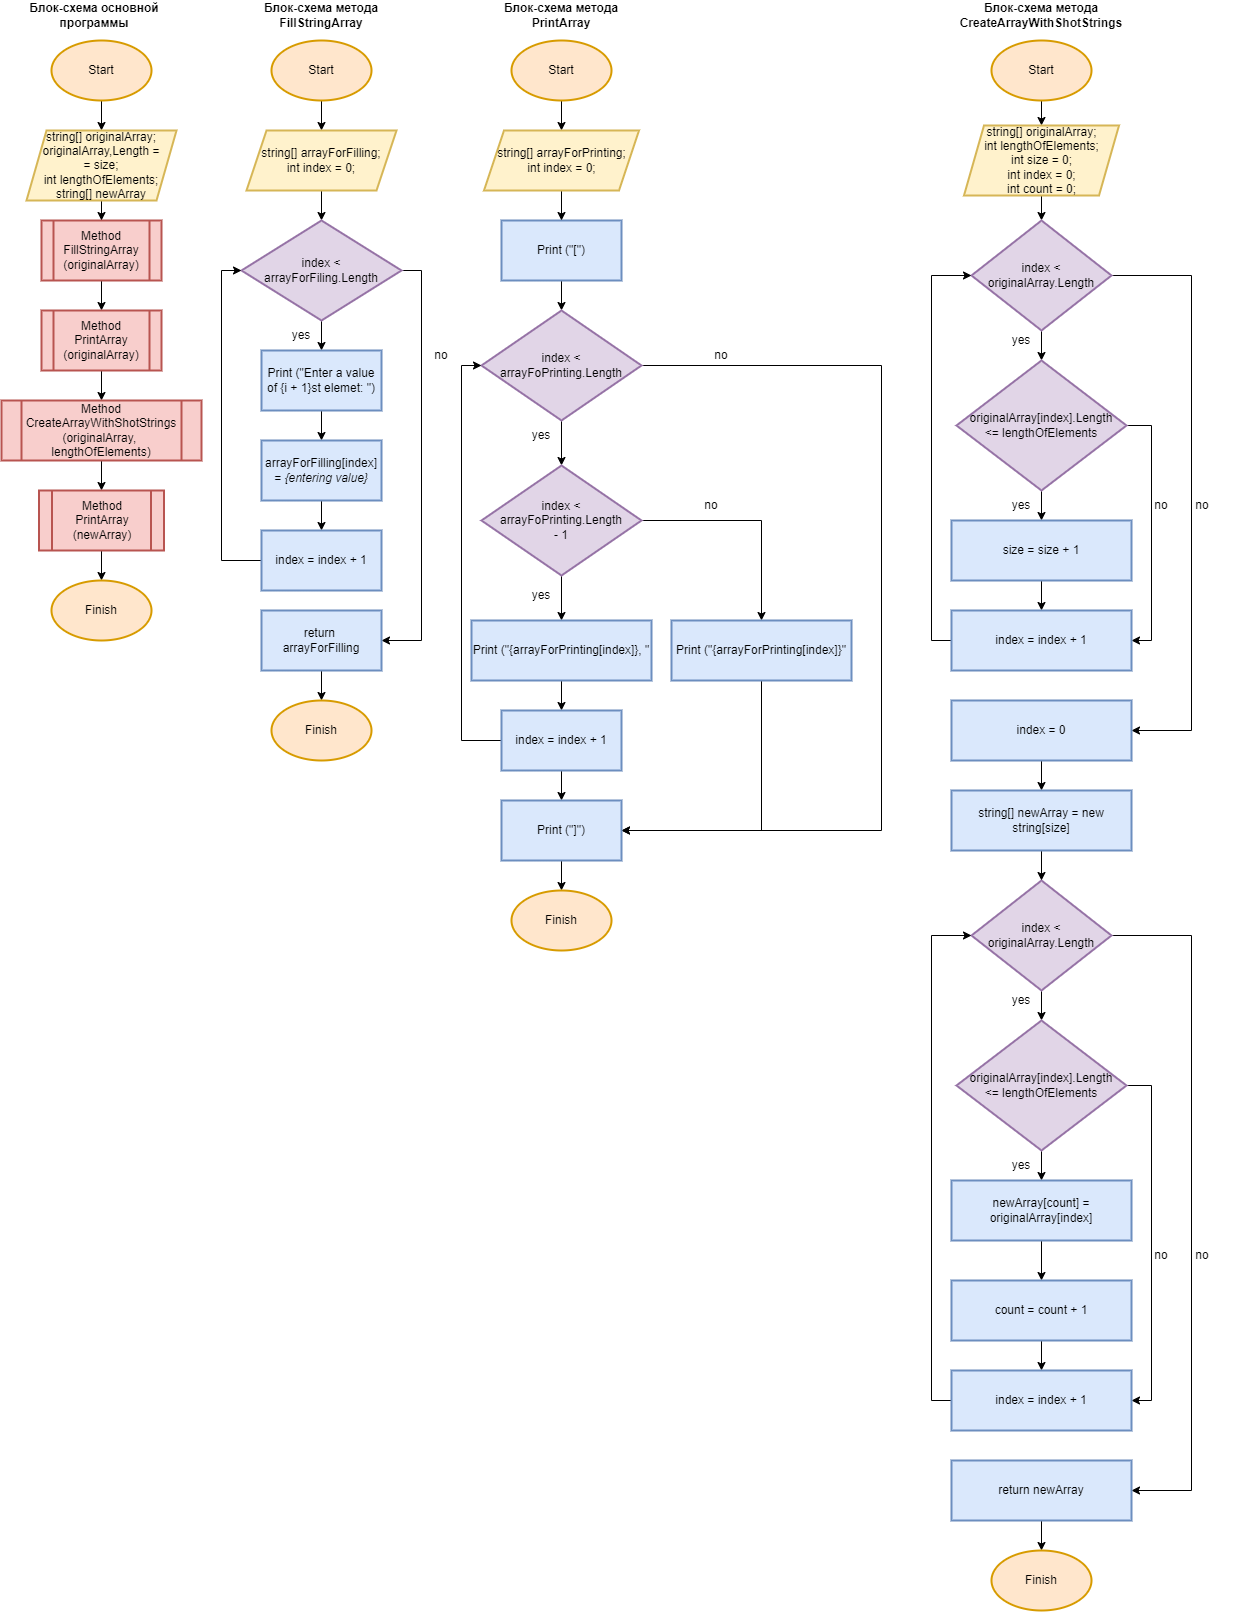 Блок-схема основной
программы
Start
string[] originalArray;
originalArray,Length =
= size;
int lengthOfElements;
string[] newArray
Method
FillStringArray
(originalArray)
Method
PrintArray
(originalArray)
Method
CreateArrayWithShotStrings
(originalArray,
lengthOfElements)
Method
PrintArray
(newArray)
Finish
Блок-схема метода
FillStringArray
Start
string[] arrayForFilling;
int index = 0;
index <
arrayForFiling.Length
yes
no
Print ("Enter a value
of {i + 1}st elemet: ")
arrayForFilling[index]
= {entering value}
index = index + 1
return
arrayForFilling
Finish
Блок-схема метода
PrintArray
Start
string[] arrayForPrinting;
int index = 0;
Print ("[")
index <
arrayFoPrinting.Length
no
yes
index <
arrayFoPrinting.Length
- 1
no
yes
Print ("{arrayForPrinting[index]}, "
Print ("{arrayForPrinting[index]}"
index = index + 1
Print ("]")
Finish
Блок-схема метода
CreateArrayWithShotStrings
Start
string[] originalArray;
int lengthOfElements;
int size = 0;
int index = 0;
int count = 0;
index <
originalArray.Length
yes
originalArray[index].Length
<= lengthOfElements
yes
no
no
size = size + 1
index = index + 1
index = 0
string[] newArray = new
string[size]
index <
originalArray.Length
yes
originalArray[index].Length
<= lengthOfElements
yes
newArray[count] =
originalArray[index]
no
no
count = count + 1
index = index + 1
return newArray
Finish